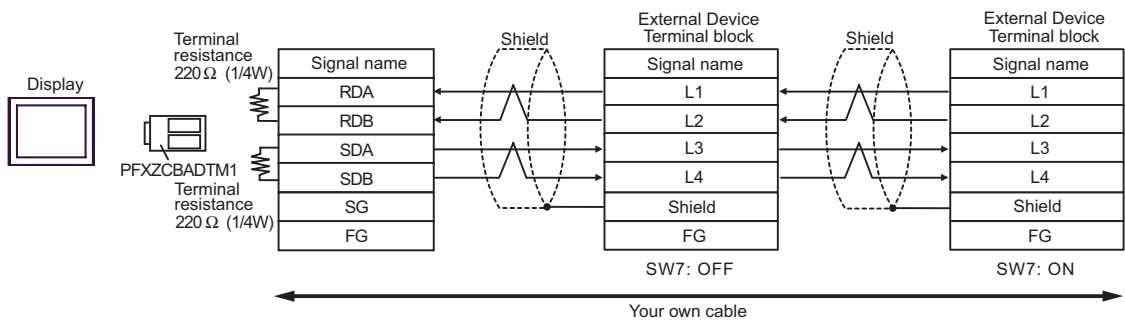 Display
PFXZCBADTM1
Terminal
resistance
220Ω (1/4W)
Terminal
resistance
220Ω (1/4W)
Signal name
RDA
RDB
SDA
SDB
SG
FG
Shield
External Device
Terminal block
Signal name
L1
L2
L3
L4
Shield
FG
SW7: OFF
Shield
External Device
Terminal block
Signal name
L1
L2
L3
L4
Shield
FG
SW7: ON
Your own cable